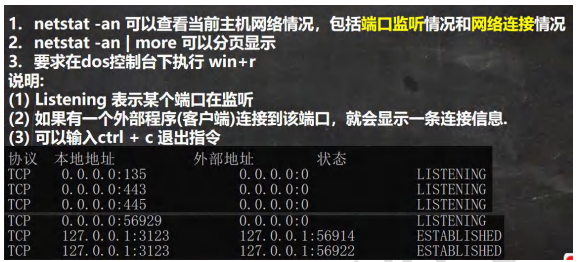 1. netstat -an 可以查看当前主机网络情况，包括端口监听情况和网络连接情况
2. netstat -an | more 可以分页显示
3. 要求在dos控制台下执行 win+r
说明:
(1) Listening 表示某个端口在监听
(2) 如果有一个外部程序(客户端)连接到该端口，就会显示一条连接信息.
(3) 可以输入ctrl + c 退出指令
协议 本地地址 外部地址 状态
TCP 0.0.0.0:135 0.0.0.0:0 LISTENING
TCP 0.0.0.0:443 0.0.0.0:0 LISTENING
TCP 0.0.0.0:445 0.0.0.0:0 LISTENING
TCP 0.0.0.0:56929 0.0.0.0:0 LISTENING
TCP 127.0.0.1:3123 127.0.0.1:56914 ESTABLISHED
TCP 127.0.0.1:3123 127.0.0.1:56922 ESTABLISHED